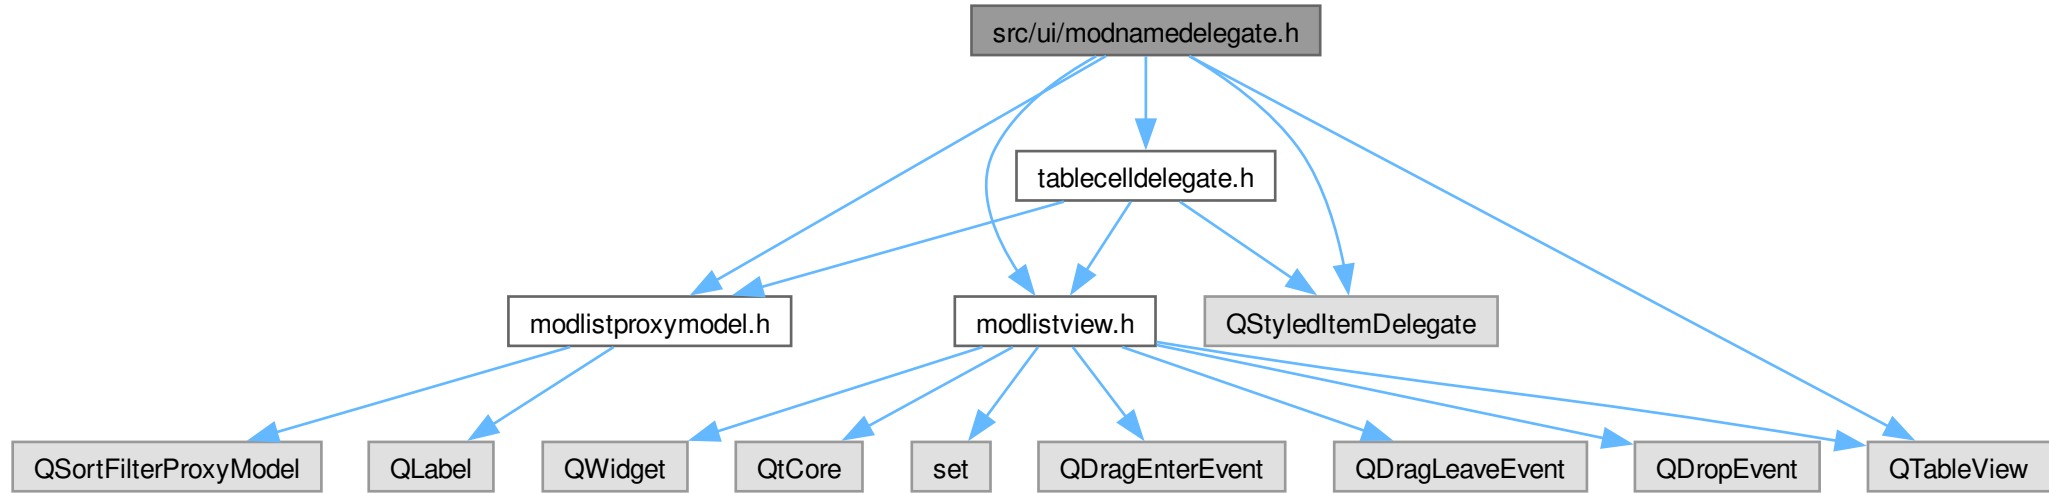 src/ui/modnamedelegate.h
tablecelldelegate.h
modlistproxymodel.h
modlistview.h
QStyledItemDelegate
QSortFilterProxyModel
QLabel
QWidget
QtCore
set
QDragEnterEvent
QDragLeaveEvent
QDropEvent
QTableView